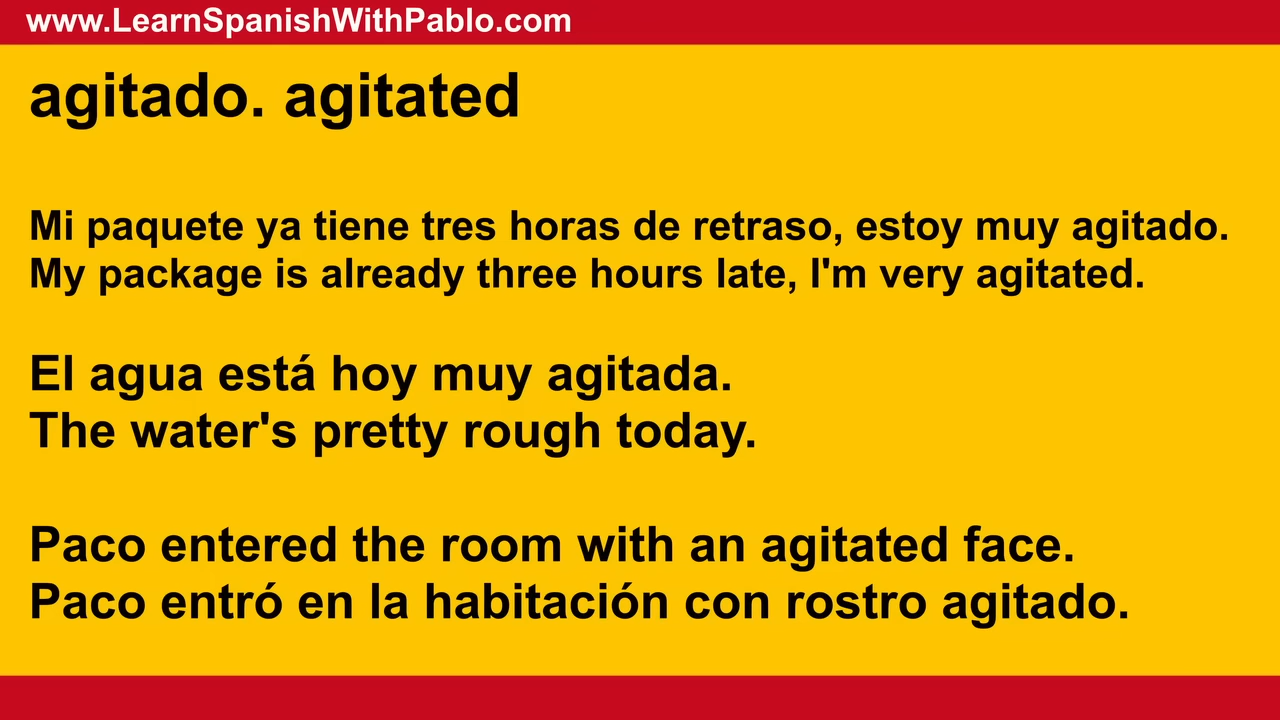 www.LearnSpanishWithPablo.com
agitado. agitated
Mi paquete ya tiene tres horas de retraso, estoy muy agitado.
My package is already three hours late, I'm very agitated.
El agua está hoy muy agitada.
The water's pretty rough today.
Paco entered the room with an agitated face.
Paco entró en la habitación con rostro agitado.